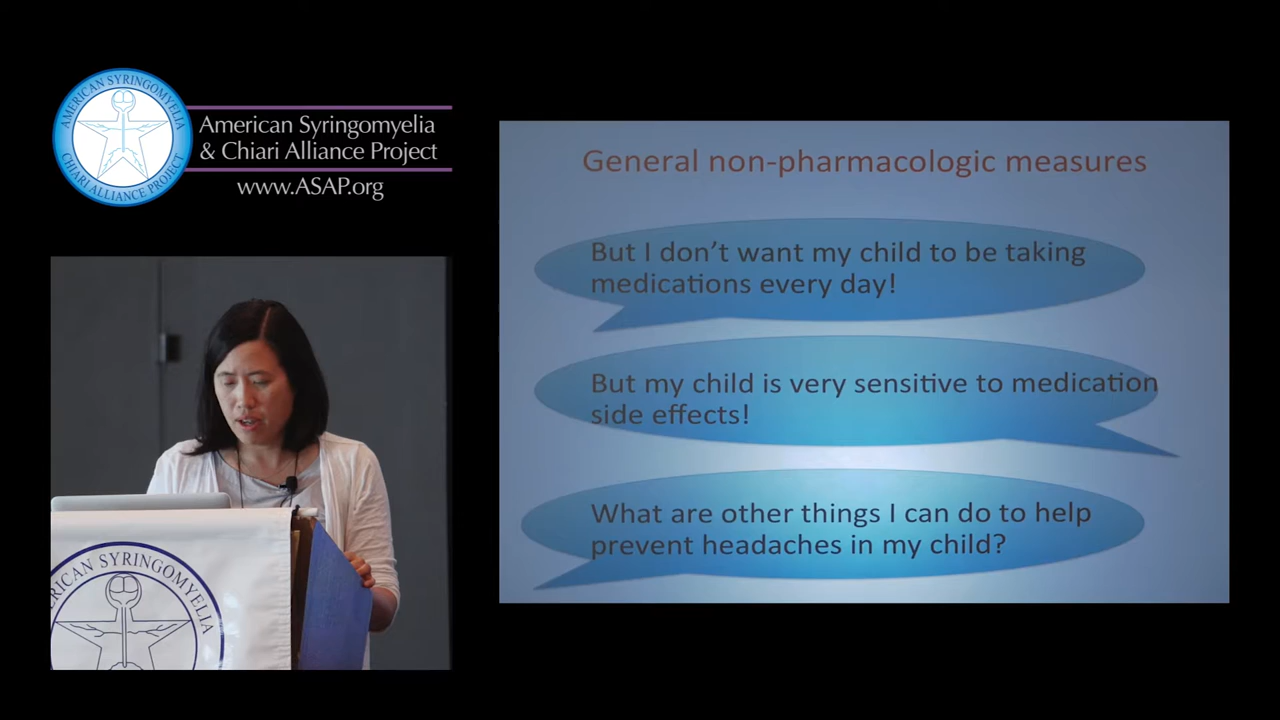 AMERICAN SYRINGOMYELIA
CHIARI ALLIANCE PROJECT
American Syringomyelia
& Chiari Alliance Project
www.ASAP.org
General non-pharmacologic measures
But I don't want my child to be taking
medications every day!
But my child is very sensitive to medication
side effects!
What are other things I can do to help
prevent headaches in my child?
SYRINGOMYELIA